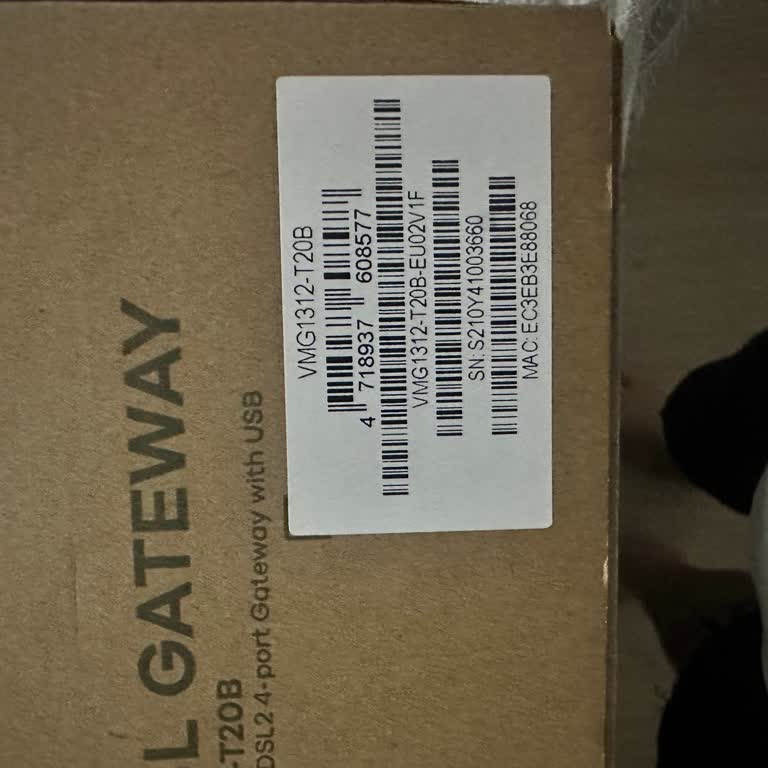 L GATEWAY
-T20B
DSL2 4-port Gateway with USB
VMG1312-T20B
4 718937 608577
VMG1312-T20B-EU02V1F
SN: S210Y41003660
MAC: EC3EB3E88068